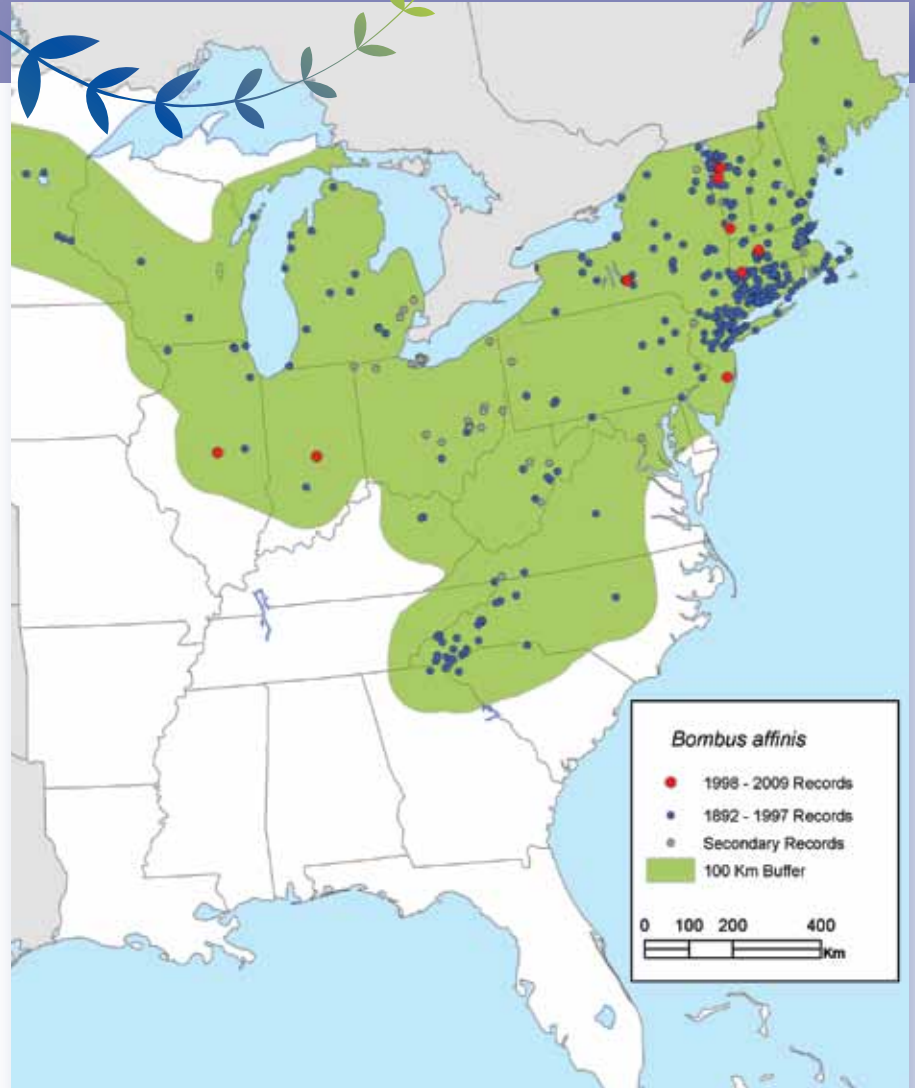 Bombus affinis
1998 - 2009 Records
1892 - 1997 Records
Secondary Records
100 Km Buffer
0 100 200 400
Km